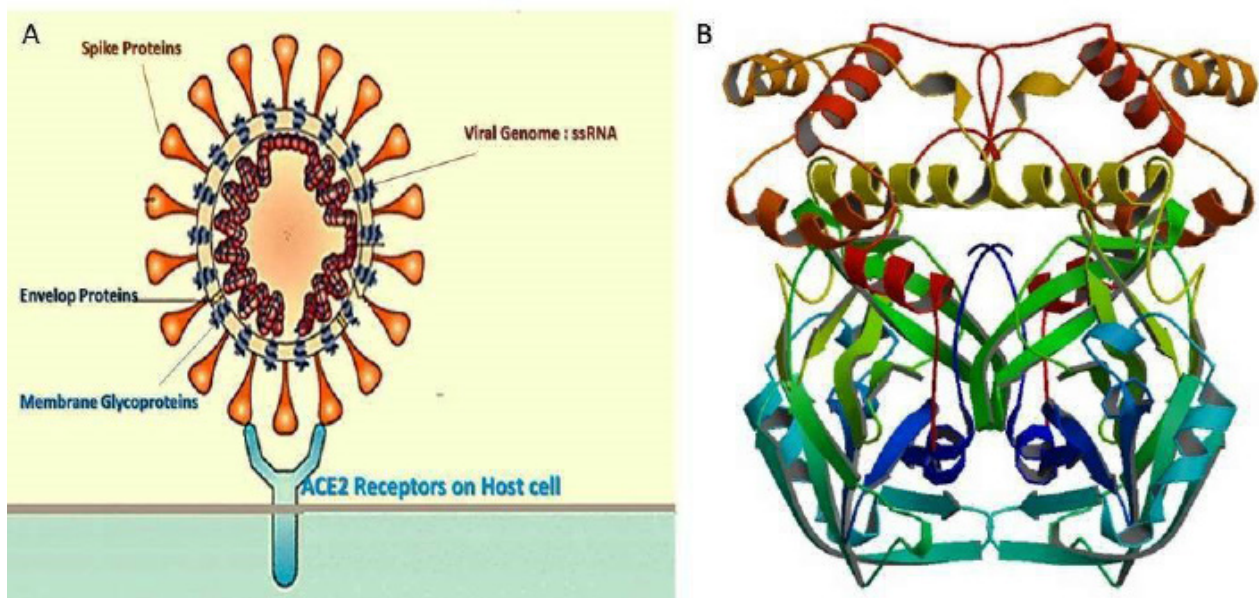 A
Spike Proteins
Viral Genome : ssRNA
Envelop Proteins
Membrane Glycoproteins
ACE2 Receptors on Host cell
B